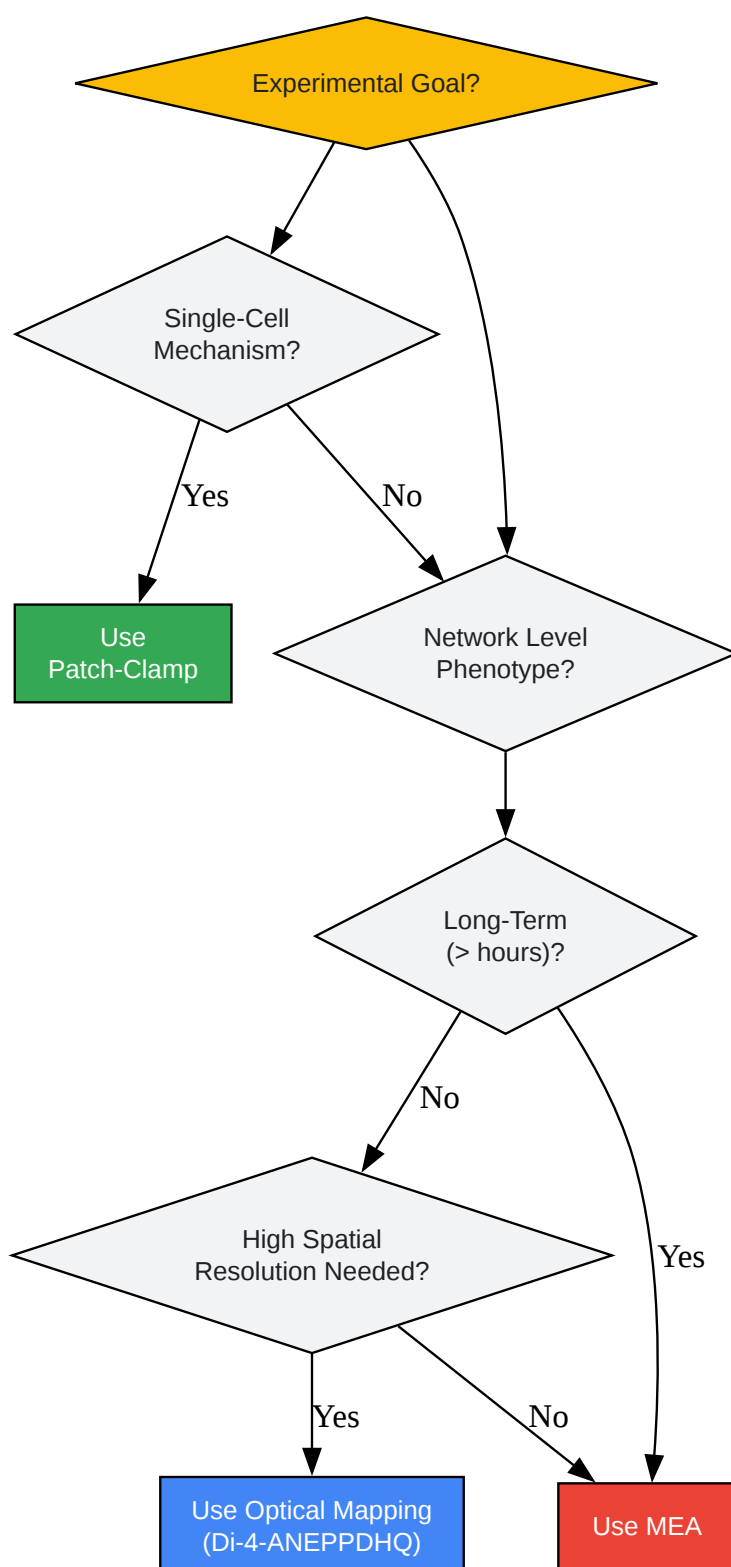 Experimental Goal?
Single-Cell
Mechanism?
Yes
No
Use
Patch-Clamp
Network Level
Phenotype?
Long-Term
(> hours)?
No
Yes
High Spatial
Resolution Needed?
Yes
No
Use Optical Mapping
(Di-4-ANEPPDHQ)
Use MEA